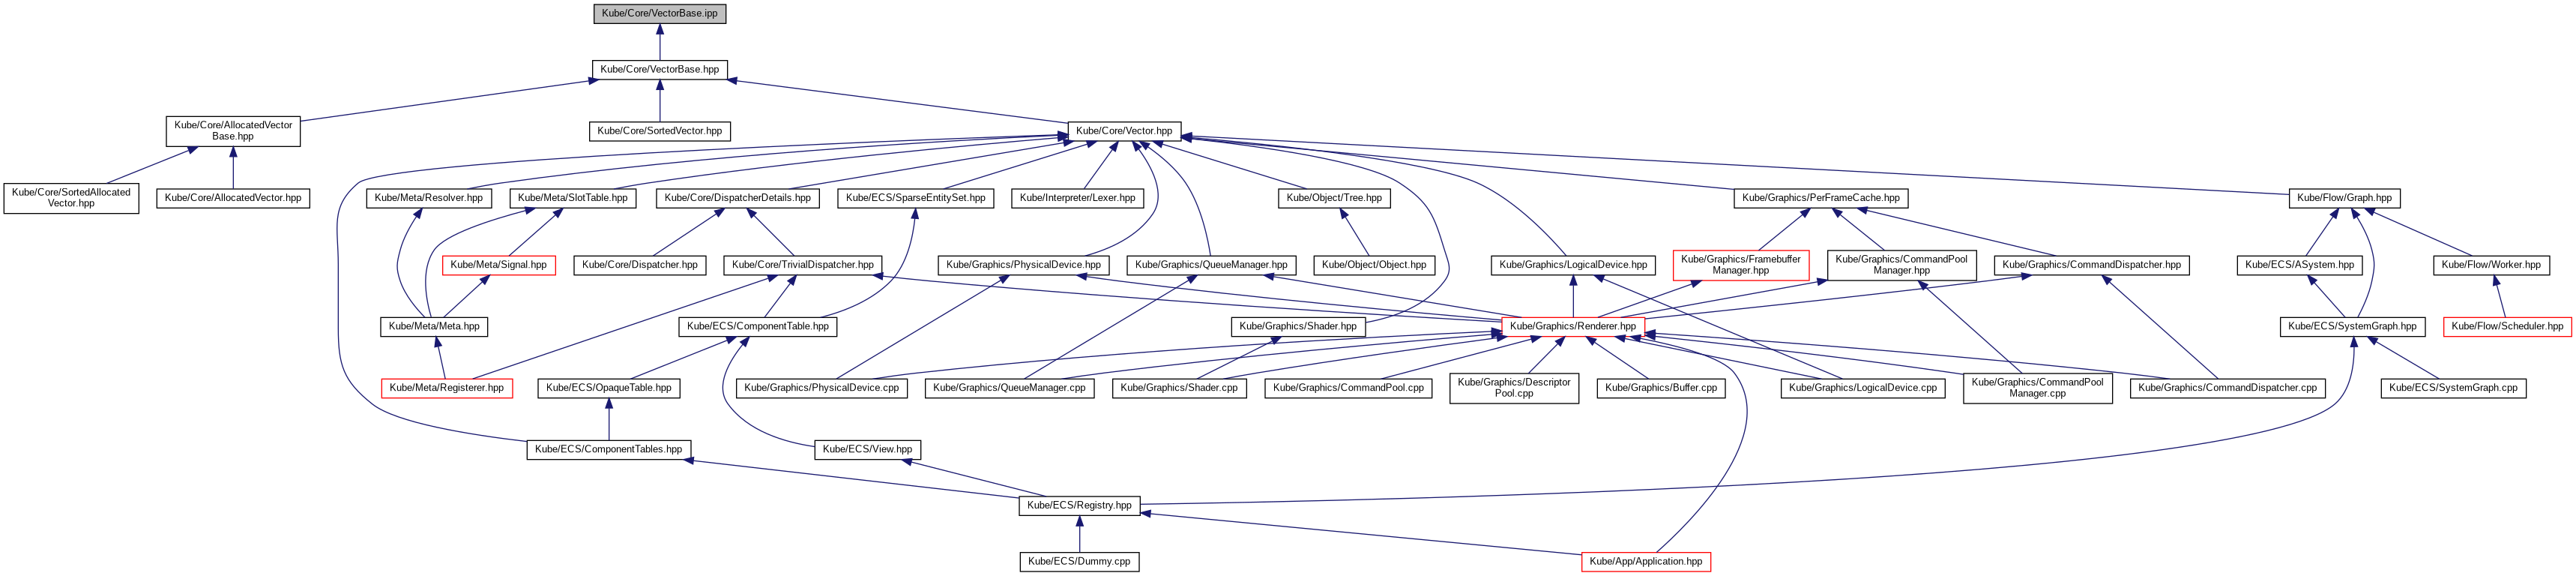 Kube/Core/VectorBase.ipp
Kube/Core/VectorBase.hpp
Kube/Core/AllocatedVector
Base.hpp
Kube/Core/SortedVector.hpp
Kube/Core/Vector.hpp
Kube/Core/SortedAllocated
Vector.hpp
Kube/Core/AllocatedVector.hpp
Kube/Meta/Resolver.hpp
Kube/Meta/SlotTable.hpp
Kube/Core/DispatcherDetails.hpp
Kube/ECS/SparseEntitySet.hpp
Kube/Interpreter/Lexer.hpp
Kube/Object/Tree.hpp
Kube/Graphics/PerFrameCache.hpp
Kube/Flow/Graph.hpp
Kube/Meta/Signal.hpp
Kube/Core/Dispatcher.hpp
Kube/Core/TrivialDispatcher.hpp
Kube/Graphics/PhysicalDevice.hpp
Kube/Graphics/QueueManager.hpp
Kube/Object/Object.hpp
Kube/Graphics/LogicalDevice.hpp
Kube/Graphics/Framebuffer
Manager.hpp
Kube/Graphics/CommandPool
Manager.hpp
Kube/Graphics/CommandDispatcher.hpp
Kube/ECS/ASystem.hpp
Kube/Flow/Worker.hpp
Kube/Meta/Meta.hpp
Kube/ECS/ComponentTable.hpp
Kube/Graphics/Shader.hpp
Kube/Graphics/Renderer.hpp
Kube/ECS/SystemGraph.hpp
Kube/Flow/Scheduler.hpp
Kube/Meta/Registerer.hpp
Kube/ECS/OpaqueTable.hpp
Kube/Graphics/PhysicalDevice.cpp
Kube/Graphics/QueueManager.cpp
Kube/Graphics/Shader.cpp
Kube/Graphics/CommandPool.cpp
Kube/Graphics/Descriptor
Pool.cpp
Kube/Graphics/Buffer.cpp
Kube/Graphics/LogicalDevice.cpp
Kube/Graphics/CommandPool
Manager.cpp
Kube/Graphics/CommandDispatcher.cpp
Kube/ECS/SystemGraph.cpp
Kube/ECS/ComponentTables.hpp
Kube/ECS/View.hpp
Kube/ECS/Registry.hpp
Kube/ECS/Dummy.cpp
Kube/App/Application.hpp